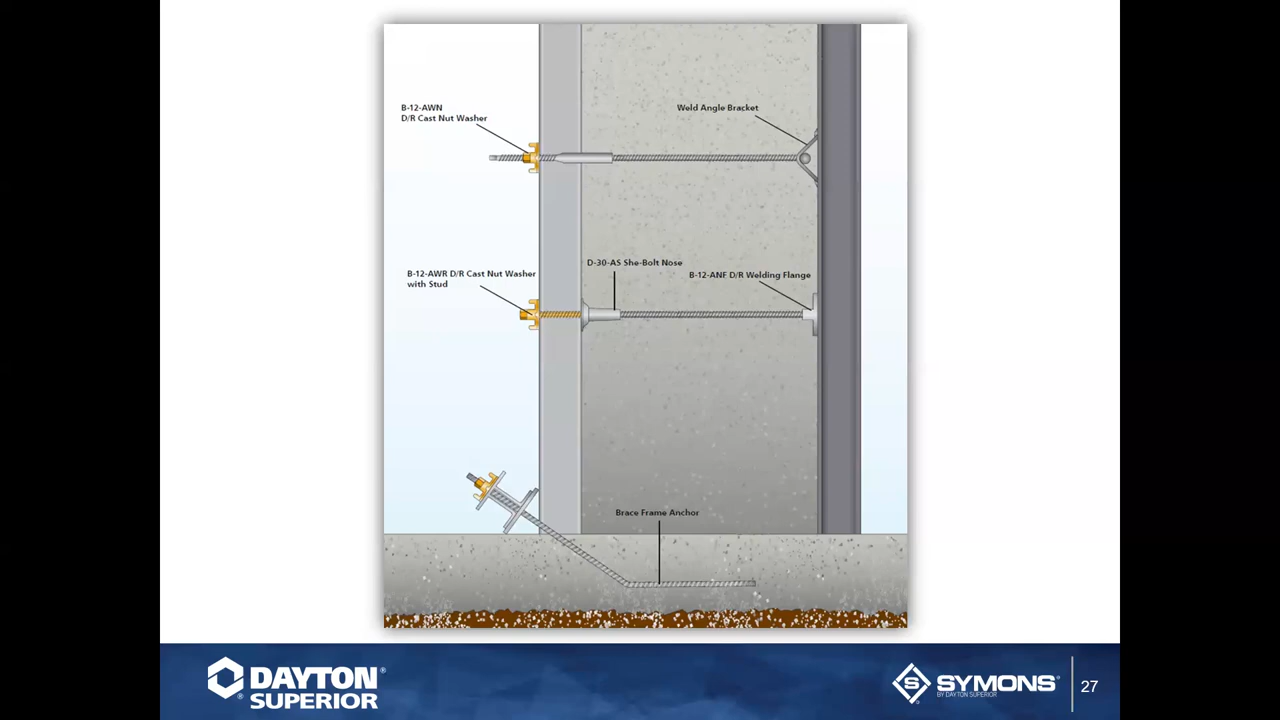 B-12-AWN
D/R Cast Nut Washer
Weld Angle Bracket
D-30-AS She-Bolt Nose
B-12-AWR D/R Cast Nut Washer
with Stud
B-12-ANF D/R Welding Flange
Brace Frame Anchor
DAYTON®
®SUPERIOR
SYMONS®
BY DAYTON SUPERIOR
27